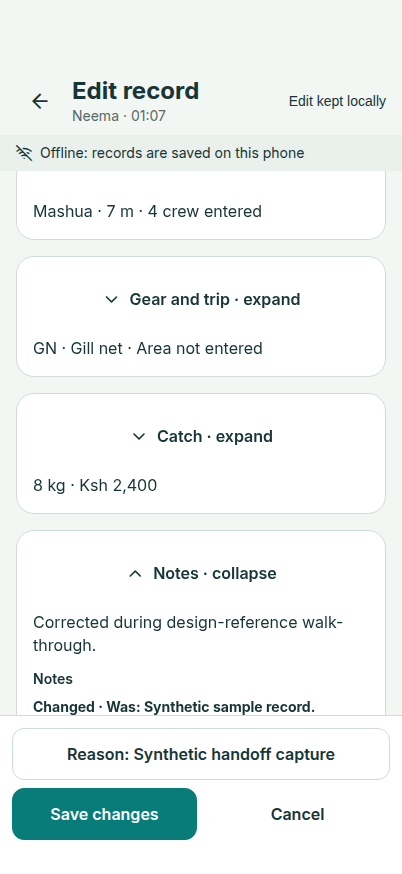 Edit record
Neema · 01:07
Edit kept locally
Offline: records are saved on this phone
Mashua · 7 m · 4 crew entered
Gear and trip · expand
GN · Gill net · Area not entered
Catch · expand
8 kg · Ksh 2,400
Notes · collapse
Corrected during design-reference walk-
through.
Notes
Changed · Was: Synthetic sample record.
Reason: Synthetic handoff capture
Save changes
Cancel